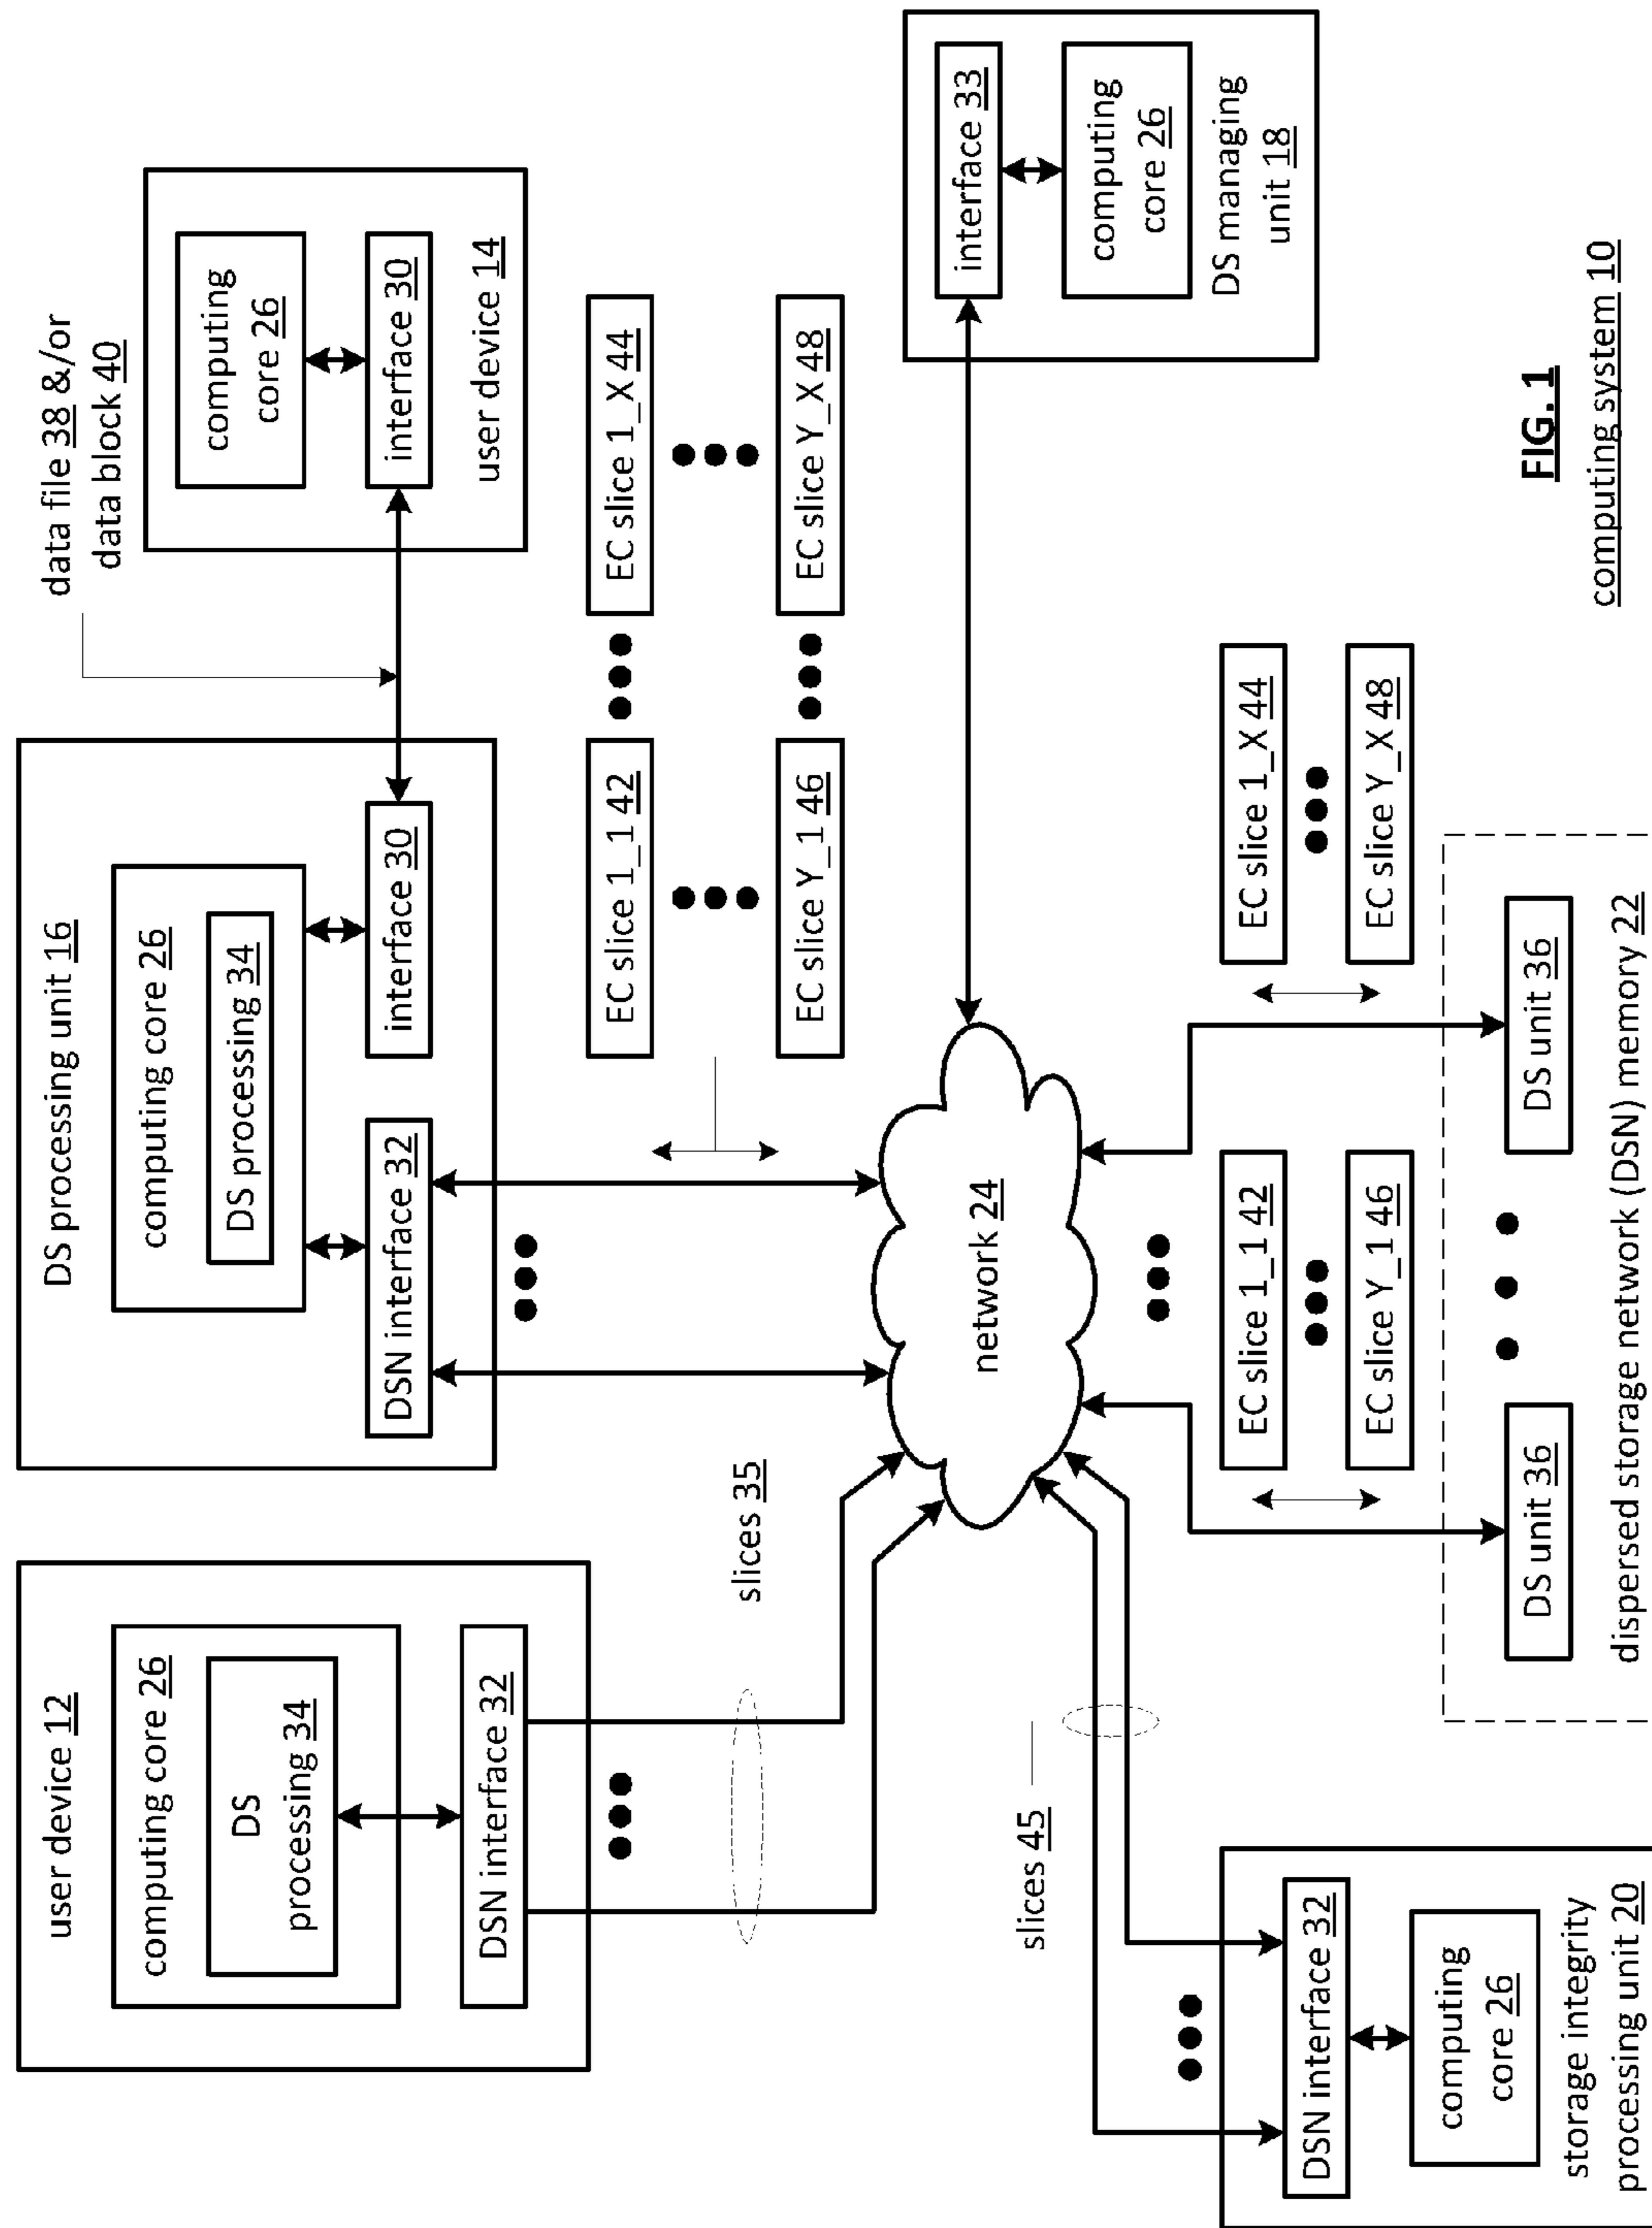 user device 12
computing core 26
DS
processing 34
DSN interface 32
slices 35
DS processing unit 16
computing core 26
DS processing 34
DSN interface 32
interface 30
data file 38 &/or
data block 40
computing
core 26
interface 30
user device 14
EC slice 1_1 42
EC slice 1_X 44
EC slice Y_1 46
EC slice Y_X 48
network 24
interface 33
computing
core 26
DS managing
unit 18
slices 45
DSN interface 32
computing
core 26
storage integrity
processing unit 20
EC slice 1_1 42
EC slice Y_1 46
EC slice 1_X 44
EC slice Y_X 48
DS unit 36
DS unit 36
dispersed storage network (DSN) memory 22
FIG. 1
computing system 10